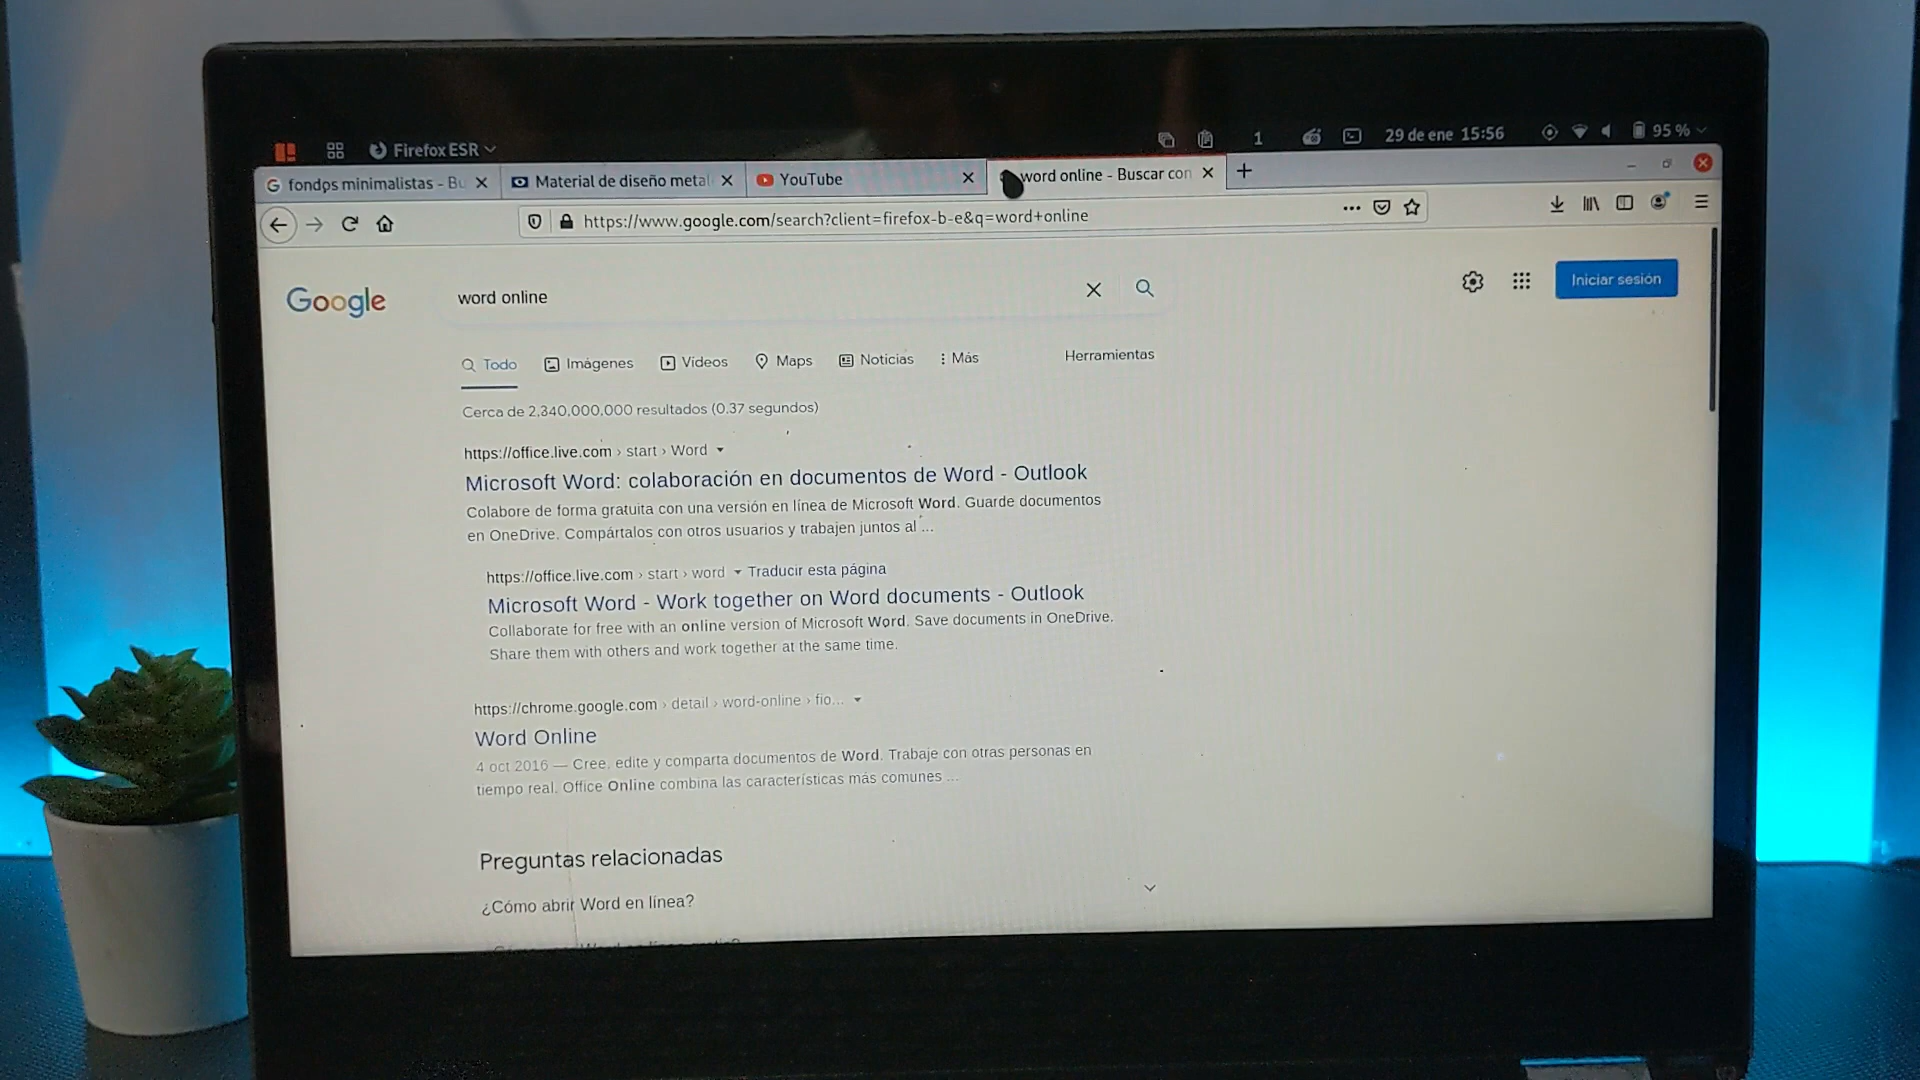 Firefox ESR
1
29 de ene 15:56
95 %
fondos minimalistas - Bu
Material de diseño metal
YouTube
word online - Buscar con
https://www.google.com/search?client=firefox-b-e&q=word+online
Google
word online
Iniciar sesión
Todo
Imágenes
Videos
Maps
Noticias
Más
Herramientas
Cerca de 2,340,000,000 resultados (0.37 segundos)
https://office.live.com › start › Word
Microsoft Word: colaboración en documentos de Word - Outlook
Colabore de forma gratuita con una versión en línea de Microsoft Word. Guarde documentos
en OneDrive. Compártalos con otros usuarios y trabajen juntos al ...
https://office.live.com › start › word Traducir esta página
Microsoft Word - Work together on Word documents - Outlook
Collaborate for free with an online version of Microsoft Word. Save documents in OneDrive.
Share them with others and work together at the same time.
https://chrome.google.com › detail › word-online › fio...
Word Online
4 oct 2016 — Cree, edite y comparta documentos de Word. Trabaje con otras personas en
tiempo real. Office Online combina las características más comunes ...
Preguntas relacionadas
¿Cómo abrir Word en línea?